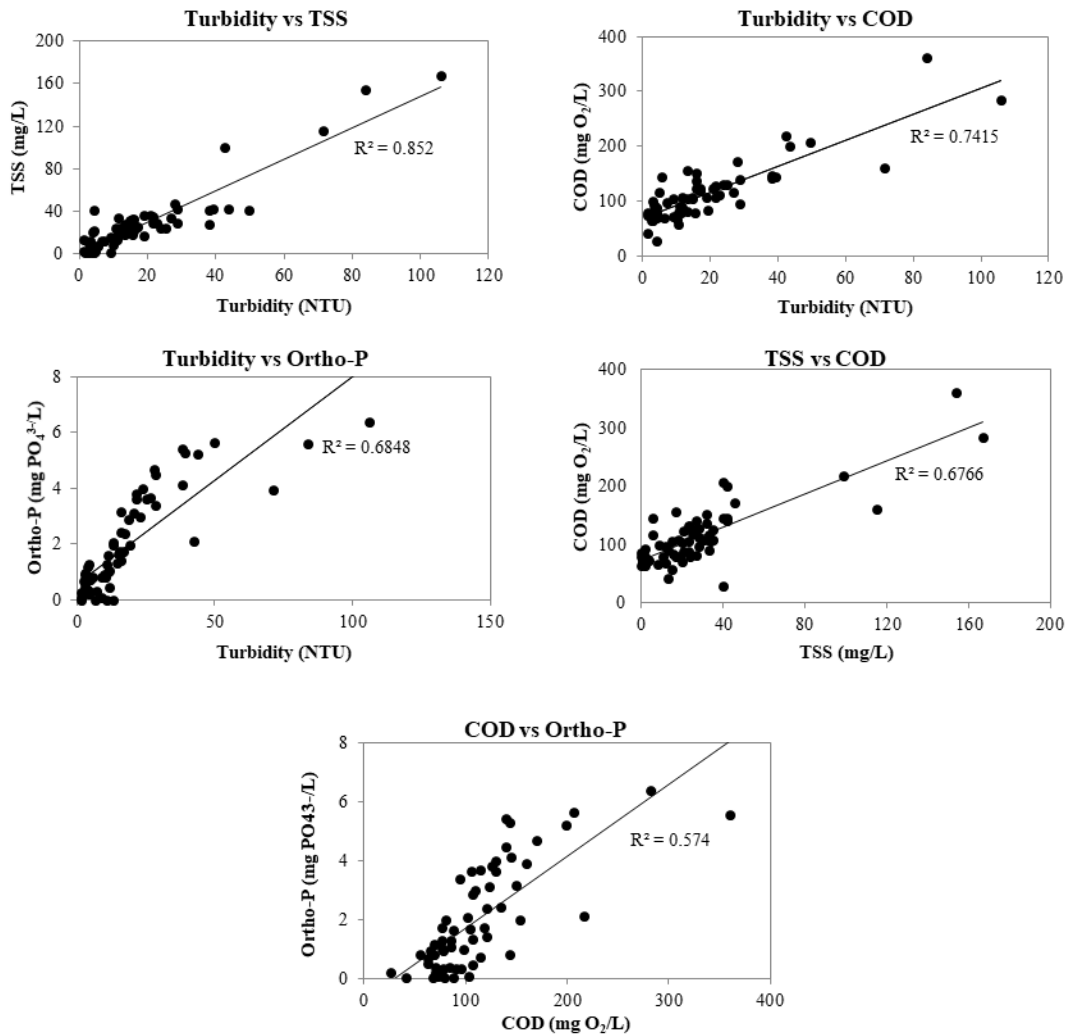 Turbidity vs TSS
200
160
120
80
40
0
TSS (mg/L)
R² = 0.852
0 20 40 60 80 100 120
Turbidity (NTU)
Turbidity vs COD
400
300
200
100
0
COD (mg O₂/L)
R² = 0.7415
0 20 40 60 80 100 120
Turbidity (NTU)
Turbidity vs Ortho-P
8
6
4
2
0
Ortho-P (mg PO₄³⁻/L)
R² = 0.6848
0 50 100 150
Turbidity (NTU)
TSS vs COD
400
300
200
100
0
COD (mg O₂/L)
R² = 0.6766
0 40 80 120 160 200
TSS (mg/L)
COD vs Ortho-P
8
6
4
2
0
Ortho-P (mg PO43-/L)
R² = 0.574
0 100 200 300 400
COD (mg O₂/L)